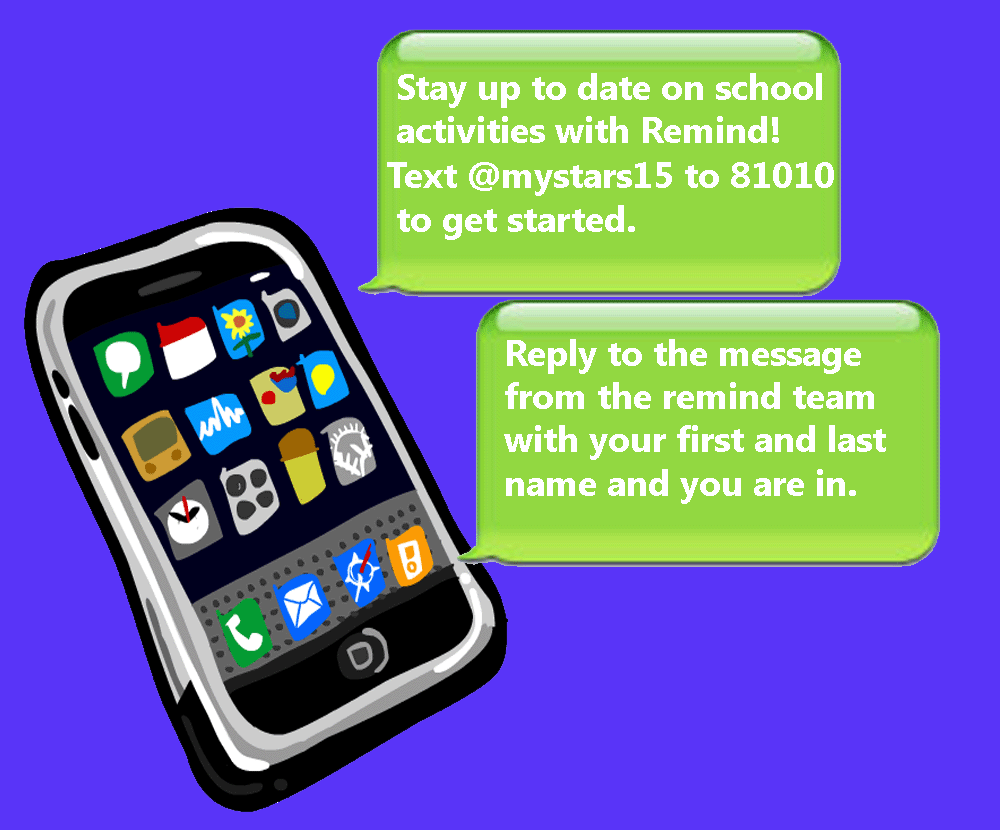 Stay up to date on school
activities with Remind!
Text @mystars15 to 81010
to get started.
Reply to the message
from the remind team
with your first and last
name and you are in.